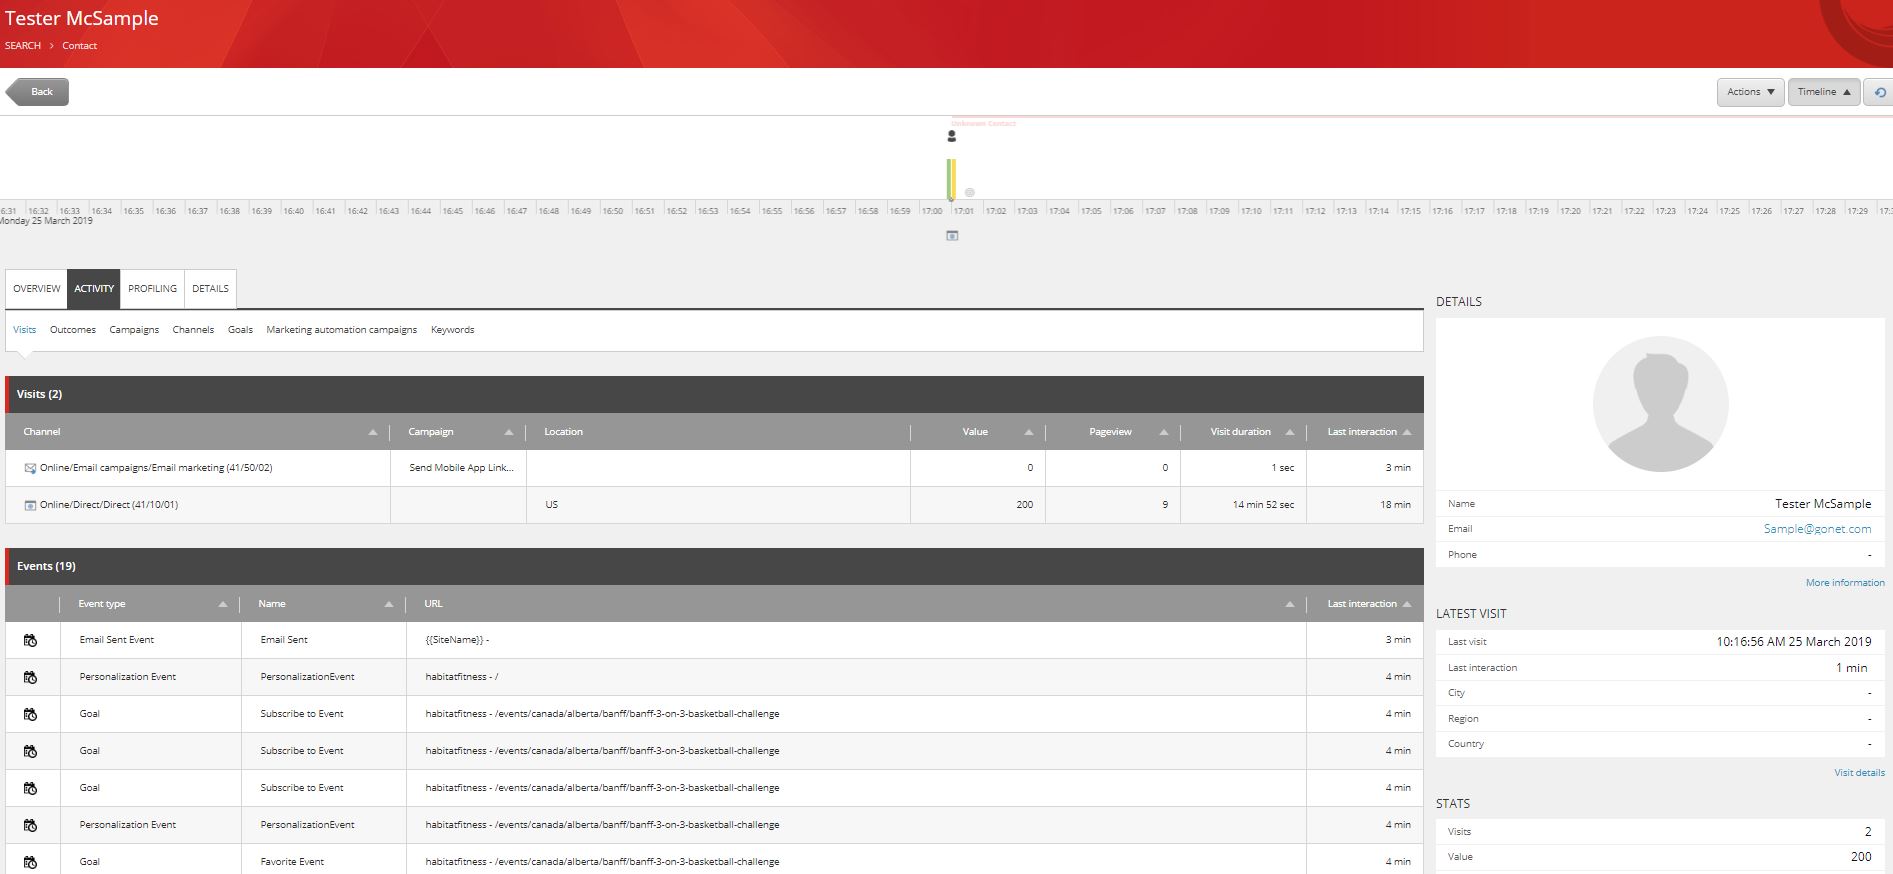 Tester McSample
SEARCH > Contact
Back
Actions ▼ Timeline ▲
Unknown Contact
6:31 16:32 16:33 16:34 16:35 16:36 16:37 16:38 16:39 16:40 16:41 16:42 16:43 16:44 16:45 16:46 16:47 16:48 16:49 16:50 16:51 16:52 16:53 16:54 16:55 16:56 16:57 16:58 16:59 17:00 17:01 17:02 17:03 17:04 17:05 17:06 17:07 17:08 17:09 17:10 17:11 17:12 17:13 17:14 17:15 17:16 17:17 17:18 17:19 17:20 17:21 17:22 17:23 17:24 17:25 17:26 17:27 17:28 17:29
Monday 25 March 2019
OVERVIEW ACTIVITY PROFILING DETAILS
Visits Outcomes Campaigns Channels Goals Marketing automation campaigns Keywords
Visits (2)
Channel Campaign Location Value Pageview Visit duration Last interaction
Online/Email campaigns/Email marketing (41/50/02) Send Mobile App Link... 0 0 1 sec 3 min
Online/Direct/Direct (41/10/01) US 200 9 14 min 52 sec 18 min
Events (19)
Event type Name URL Last interaction
Email Sent Event Email Sent {{SiteName}} - 3 min
Personalization Event PersonalizationEvent habitatfitness - / 4 min
Goal Subscribe to Event habitatfitness - /events/canada/alberta/banff/banff-3-on-3-basketball-challenge 4 min
Goal Subscribe to Event habitatfitness - /events/canada/alberta/banff/banff-3-on-3-basketball-challenge 4 min
Goal Subscribe to Event habitatfitness - /events/canada/alberta/banff/banff-3-on-3-basketball-challenge 4 min
Personalization Event PersonalizationEvent habitatfitness - /events/canada/alberta/banff/banff-3-on-3-basketball-challenge 4 min
Goal Favorite Event habitatfitness - /events/canada/alberta/banff/banff-3-on-3-basketball-challenge 4 min
DETAILS
Name Tester McSample
Email Sample@gonet.com
Phone -
More information
LATEST VISIT
Last visit 10:16:56 AM 25 March 2019
Last interaction 1 min
City -
Region -
Country -
Visit details
STATS
Visits 2
Value 200